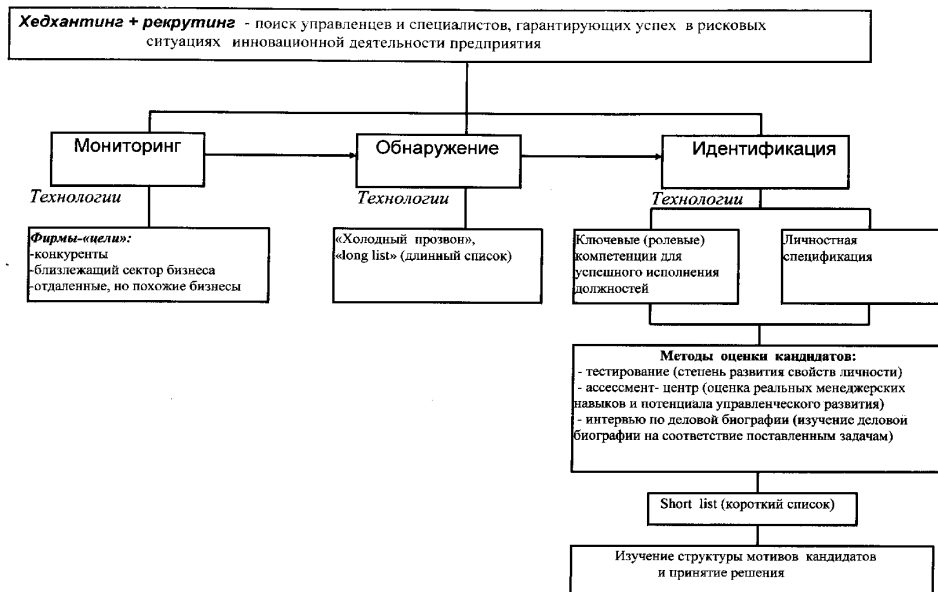 Хедхантинг + рекрутинг - поиск управленцев и специалистов, гарантирующих успех в рисковых
ситуациях инновационной деятельности предприятия
Мониторинг
Обнаружение
Идентификация
Технологии
Технологии
Технологии
Фирмы-«цели»:
-конкуренты
-близлежащий сектор бизнеса
-отдаленные, но похожие бизнесы
«Холодный прозвон»,
«long list» (длинный список)
Ключевые (ролевые)
компетенции для
успешного исполнения
должностей
Личностная
спецификация
Методы оценки кандидатов:
- тестирование (степень развития свойств личности)
- ассессмент- центр (оценка реальных менеджерских
навыков и потенциала управленческого развития)
- интервью по деловой биографии (изучение деловой
биографии на соответствие поставленным задачам)
Short list (короткий список)
Изучение структуры мотивов кандидатов
и принятие решения